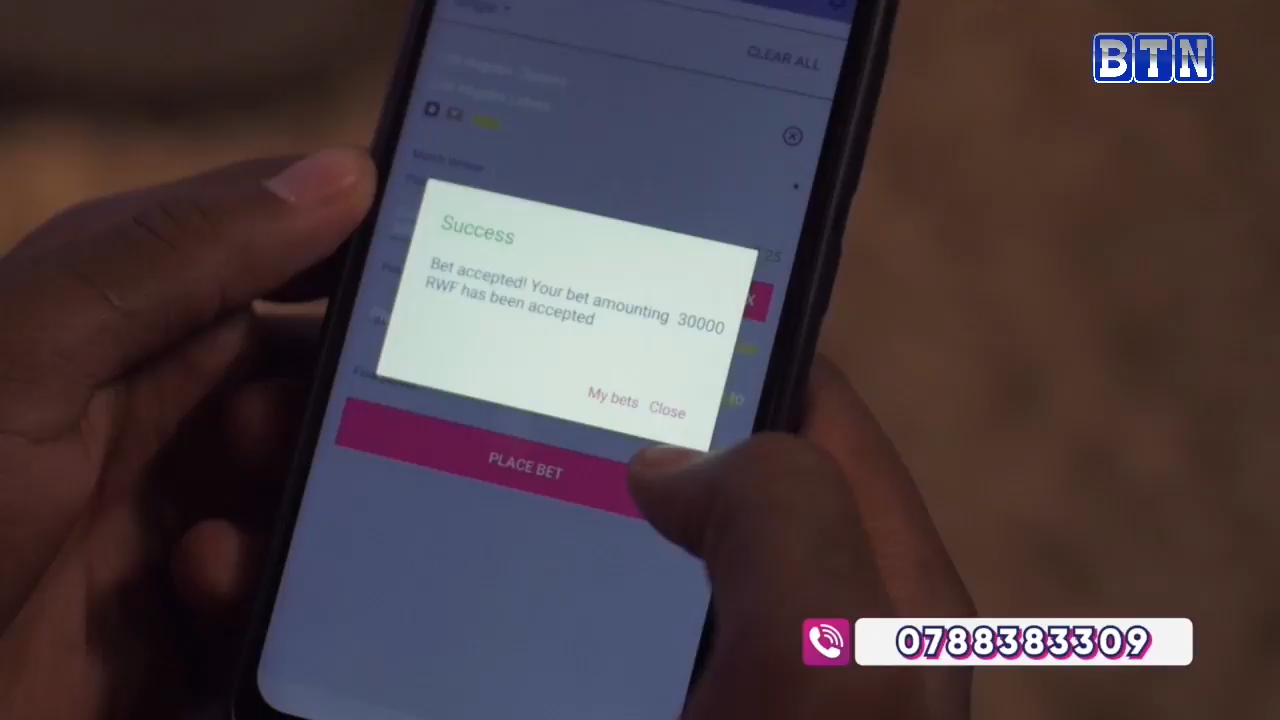 BTN
CLEAR ALL
Success
Bet accepted! Your bet amounting 30000
RWF has been accepted
My bets Close
PLACE BET
0788383309